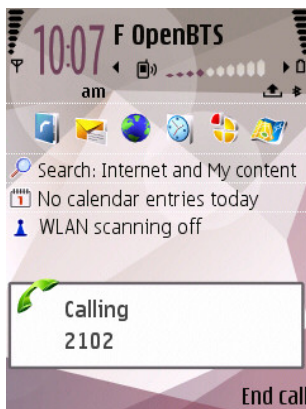 10:07
am
F OpenBTS
Search: Internet and My content
1
No calendar entries today
WLAN scanning off
Calling
2102
End call